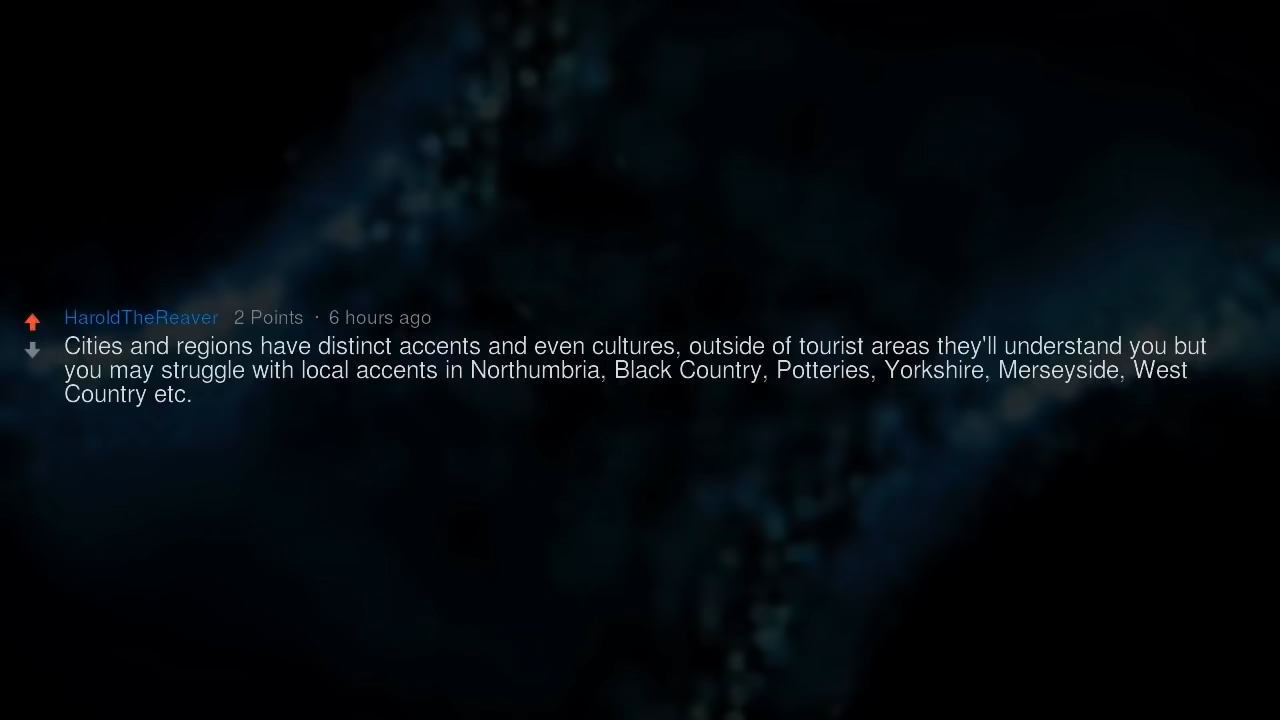 HaroldTheReaver 2 Points · 6 hours ago
Cities and regions have distinct accents and even cultures, outside of tourist areas they'll understand you but
you may struggle with local accents in Northumbria, Black Country, Potteries, Yorkshire, Merseyside, West
Country etc.